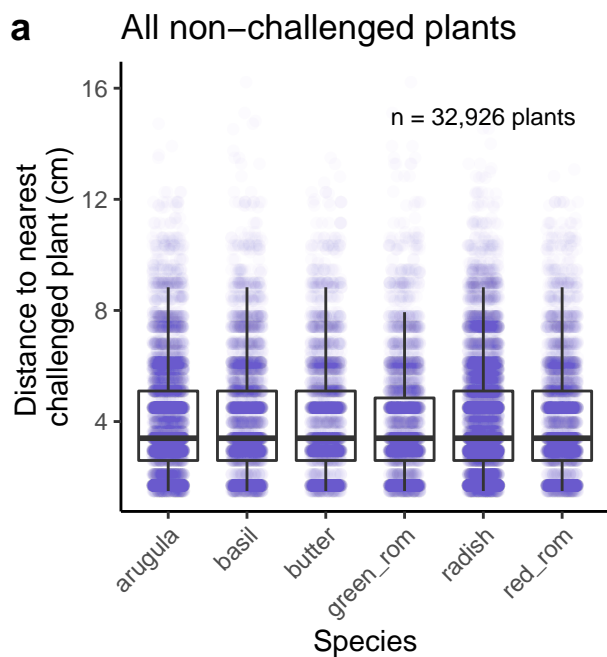 a All non−challenged plants
n = 32,926 plants
Distance to nearest
challenged plant (cm)
16
12
8
4
arugula
basil
butter
green_rom
radish
red_rom
Species